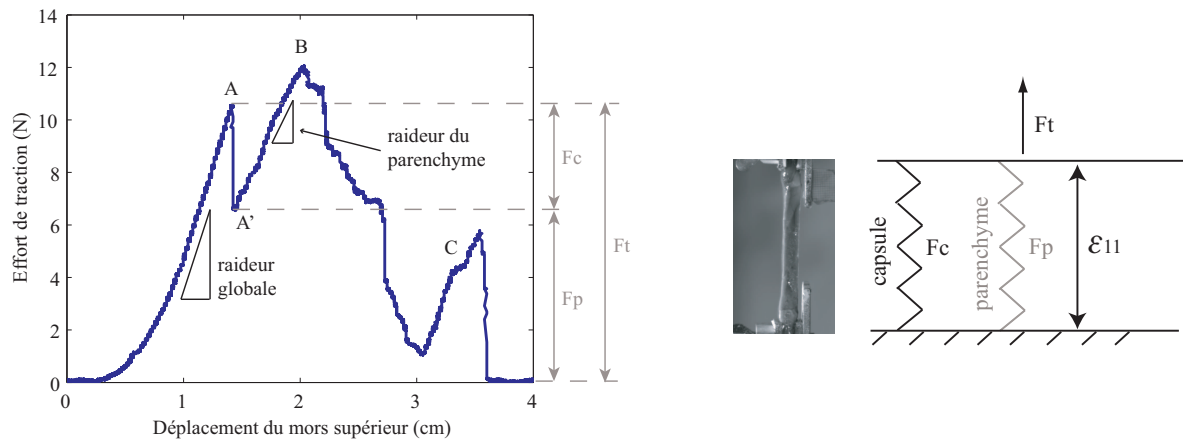 14
12
10
8
6
4
2
0
Effort de traction (N)
0 1 2 3 4
Déplacement du mors supérieur (cm)
A
B
A'
C
raideur du
parenchyme
raideur
globale
Fc
Fp
Ft
Ft
capsule
Fc
parenchyme
Fp
ε11